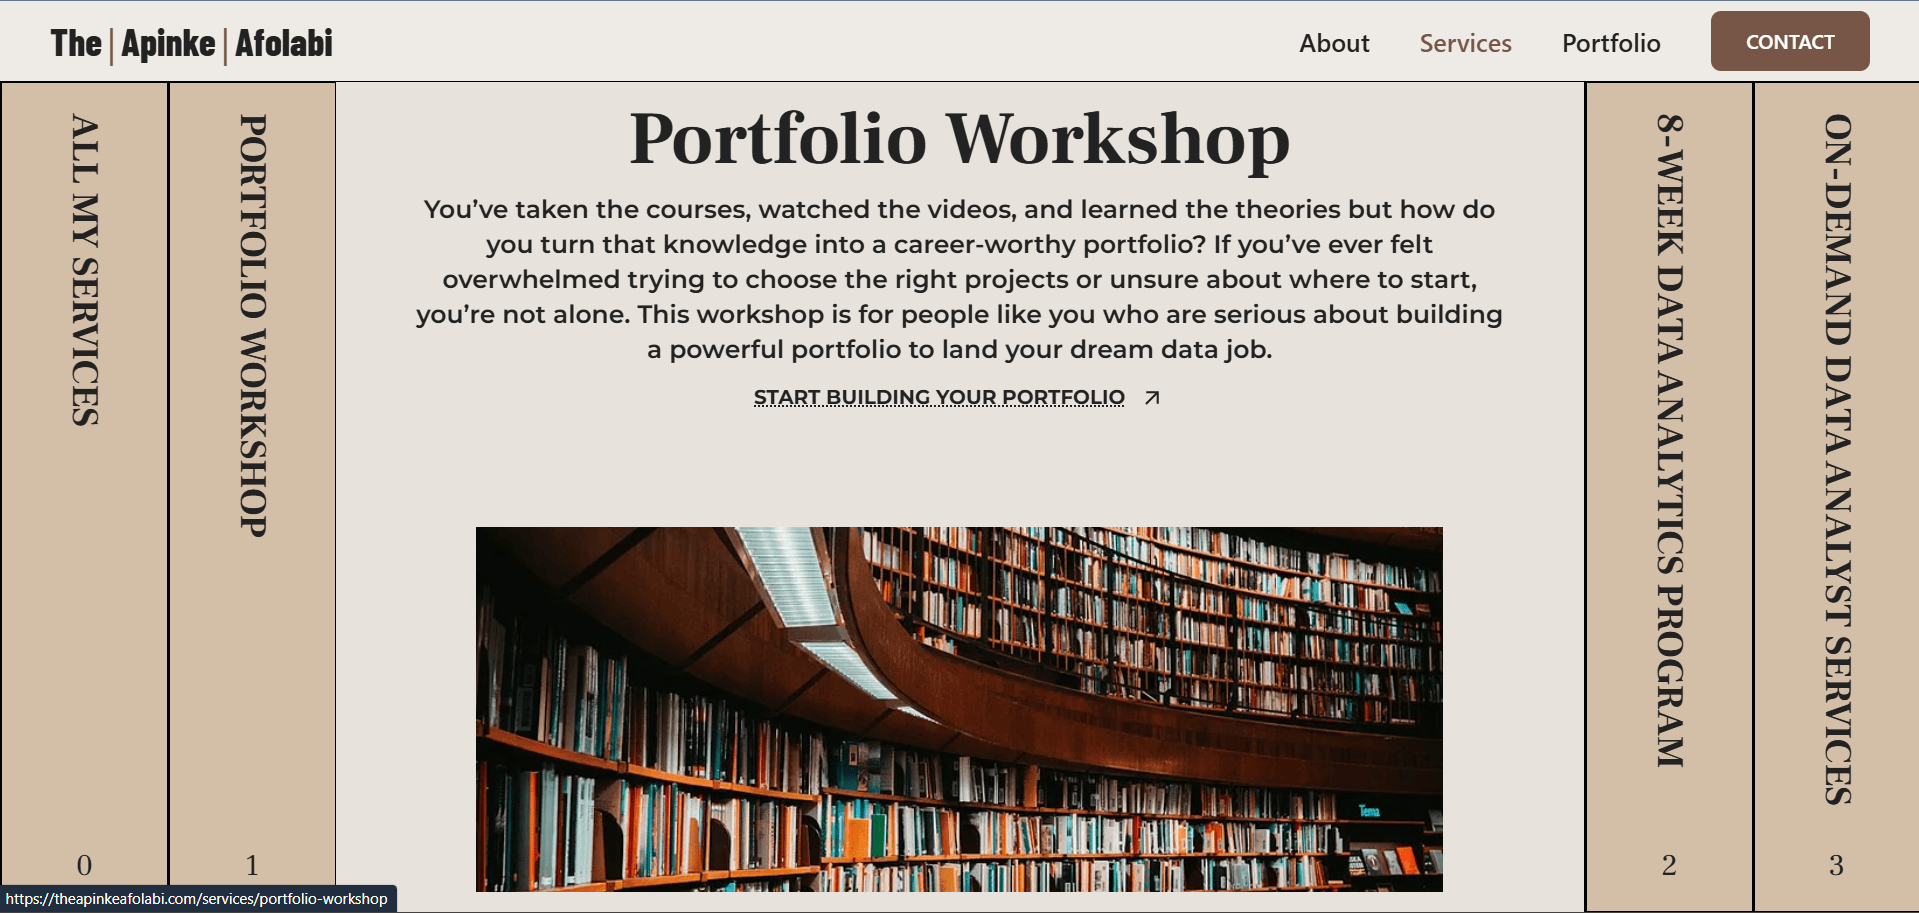 The | Apinke | Afolabi
About
Services
Portfolio
CONTACT
ALL MY SERVICES
0
PORTFOLIO WORKSHOP
1
Portfolio Workshop
You’ve taken the courses, watched the videos, and learned the theories but how do
you turn that knowledge into a career-worthy portfolio? If you’ve ever felt
overwhelmed trying to choose the right projects or unsure about where to start,
you’re not alone. This workshop is for people like you who are serious about building
a powerful portfolio to land your dream data job.
START BUILDING YOUR PORTFOLIO
Tema
8-WEEK DATA ANALYTICS PROGRAM
2
ON-DEMAND DATA ANALYST SERVICES
3
https://theapinkeafolabi.com/services/portfolio-workshop